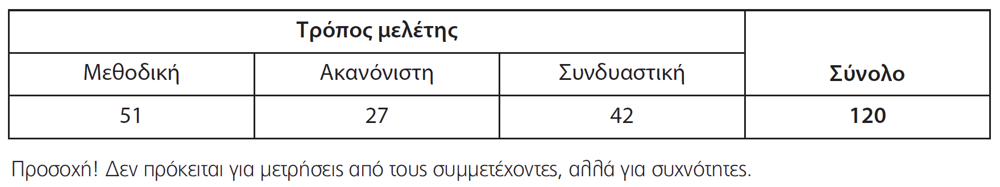 Τρόπος μελέτης
Μεθοδική Ακανόνιστη Συνδυαστική Σύνολο
51 27 42 120
Προσοχή! Δεν πρόκειται για μετρήσεις από τους συμμετέχοντες, αλλά για συχνότητες.